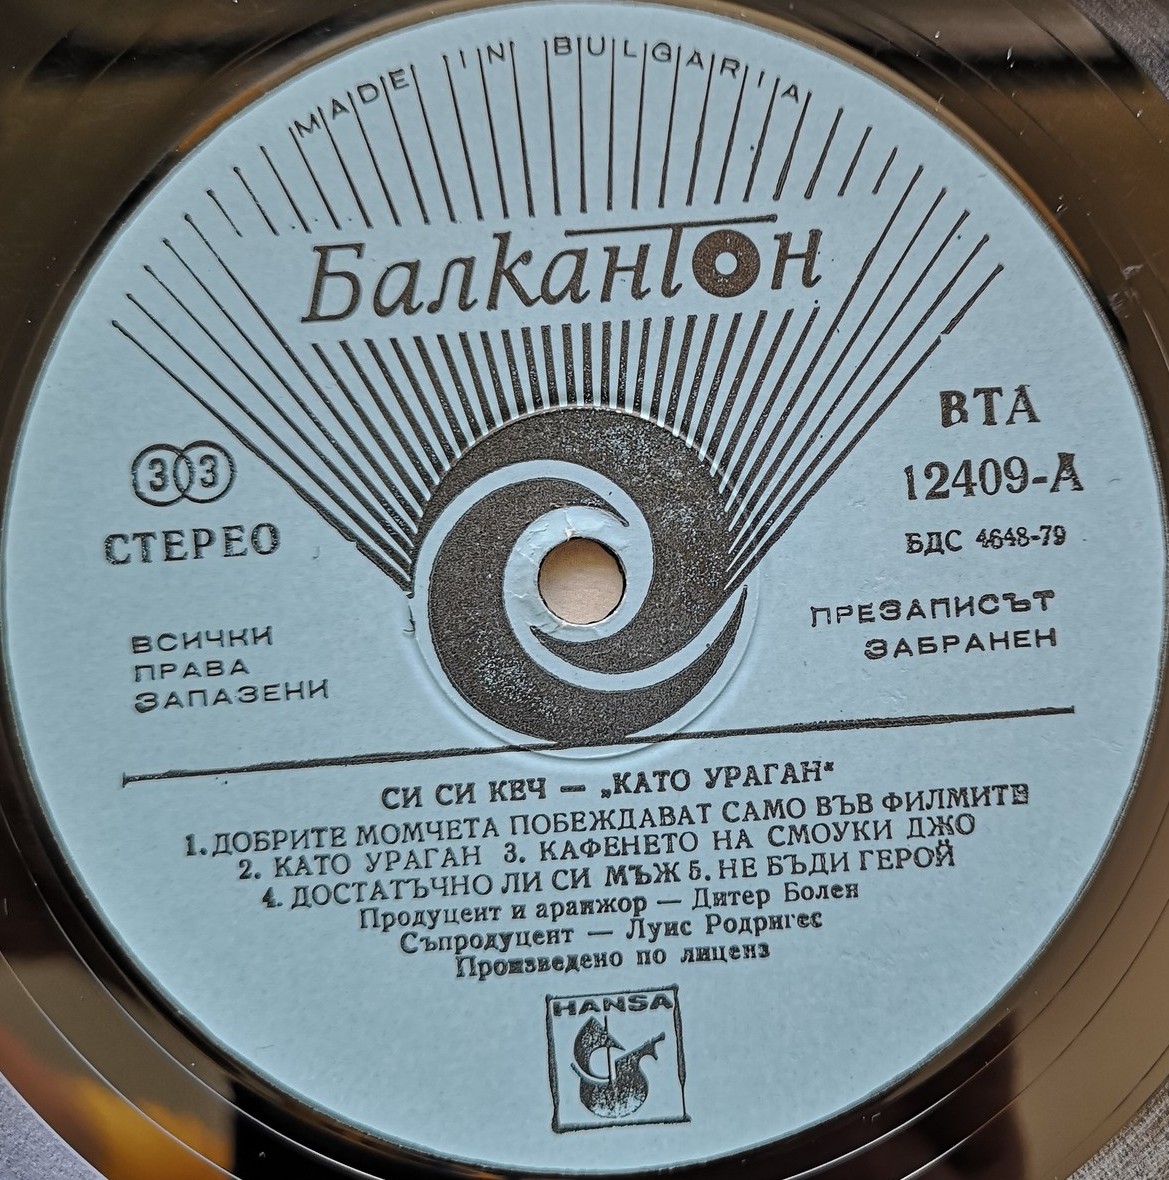 MADE IN BULGARIA
Балкантон
33
СТЕРЕО
ВТА
12409-А
БДС 4648-79
ВСИЧКИ
ПРАВА
ЗАПАЗЕНИ
ПРЕЗАПИСЪТ
ЗАБРАНЕН
СИ СИ КЕЧ — „КАТО УРАГАН“
1. ДОБРИТЕ МОМЧЕТА ПОБЕЖДАВАТ САМО ВЪВ ФИЛМИТЕ
2. КАТО УРАГАН 3. КАФЕНЕТО НА СМОУКИ ДЖО
4. ДОСТАТЪЧНО ЛИ СИ МЪЖ 5. НЕ БЪДИ ГЕРОЙ
Продуцент и аранжор — Дитер Болен
Съпродуцент — Луис Родригес
Произведено по лиценз
HANSA